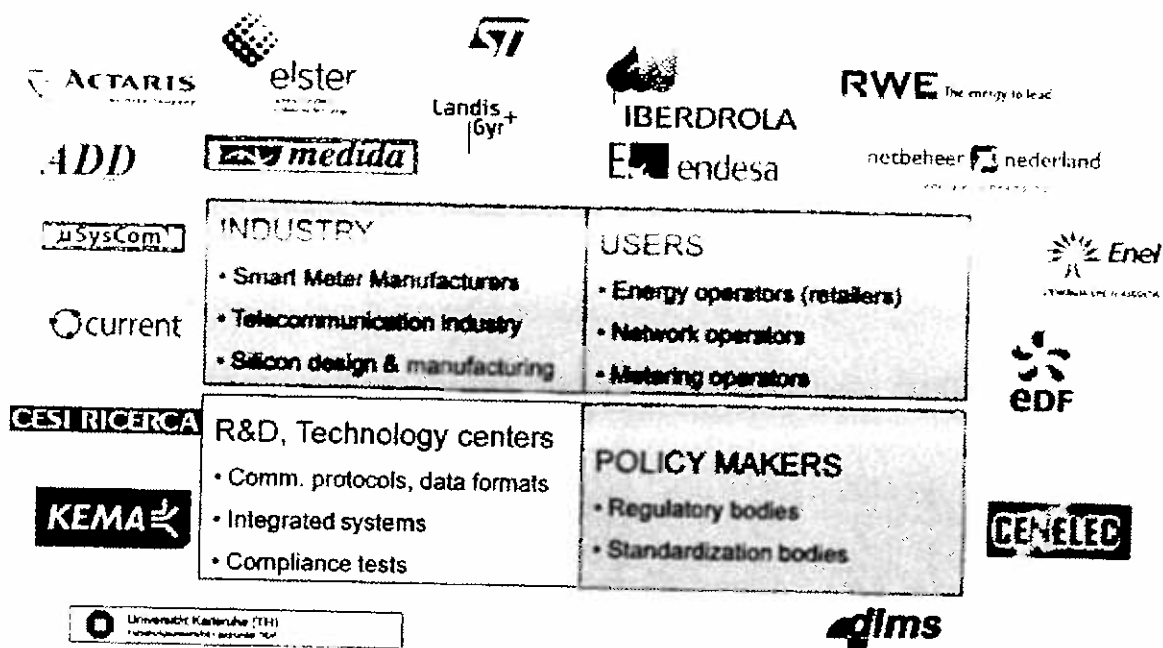 ST
ACTARIS
elster
Landis+
Gyr
IBERDROLA
RWE The energy to lead
ADD
medida
endesa
netbeheer nederland
µSysCom
INDUSTRY
• Smart Meter Manufacturers
• Telecommunication industry
• Silicon design & manufacturing
USERS
• Energy operators (retailers)
• Network operators
• Metering operators
Enel
current
eDF
CESI RICERCA
R&D, Technology centers
• Comm. protocols, data formats
• Integrated systems
• Compliance tests
POLICY MAKERS
• Regulatory bodies
• Standardization bodies
KEMA
CENELEC
Universität Karlsruhe (TH)
dlms